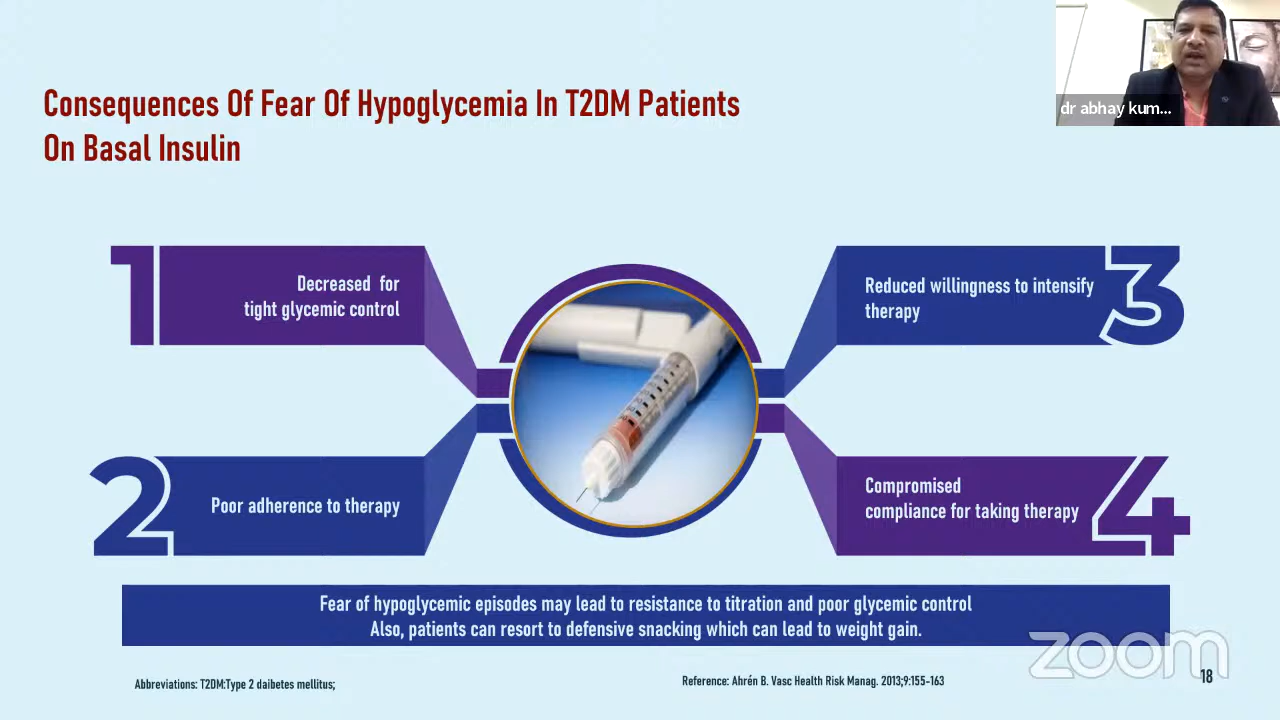 dr abhay kum...
Consequences Of Fear Of Hypoglycemia In T2DM Patients
On Basal Insulin
1
Decreased for
tight glycemic control
2
Poor adherence to therapy
3
Reduced willingness to intensify
therapy
4
Compromised
compliance for taking therapy
Fear of hypoglycemic episodes may lead to resistance to titration and poor glycemic control
Also, patients can resort to defensive snacking which can lead to weight gain.
zoom
Abbreviations: T2DM:Type 2 daibetes mellitus;
Reference: Ahrén B. Vasc Health Risk Manag. 2013;9:155-163
18